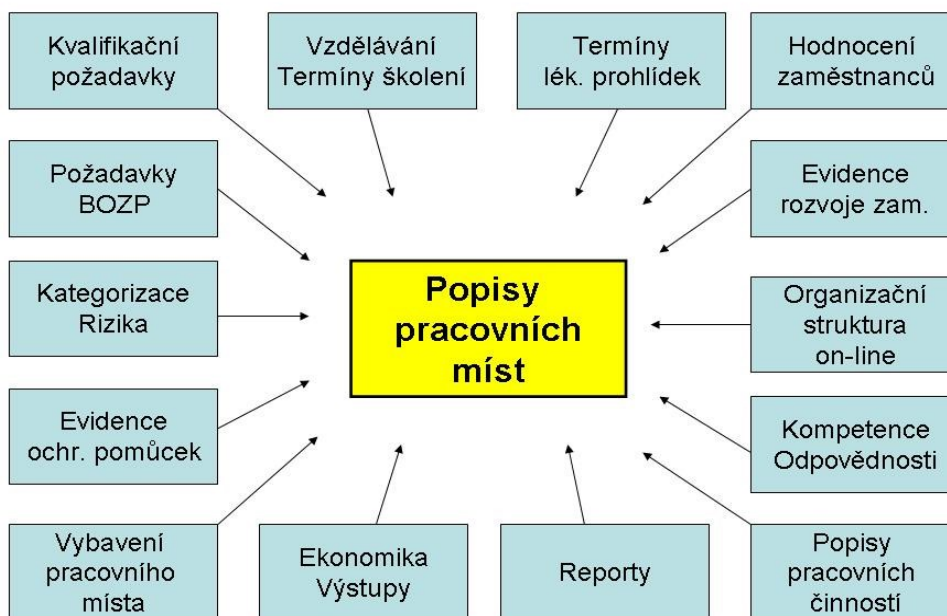 Kvalifikační
požadavky
Vzdělávání
Termíny školení
Termíny
lék. prohlídek
Hodnocení
zaměstnanců
Požadavky
BOZP
Evidence
rozvoje zam.
Kategorizace
Rizika
Popisy
pracovních
míst
Organizační
struktura
on-line
Evidence
ochr. pomůcek
Kompetence
Odpovědnosti
Vybavení
pracovního
místa
Ekonomika
Výstupy
Reporty
Popisy
pracovních
činností